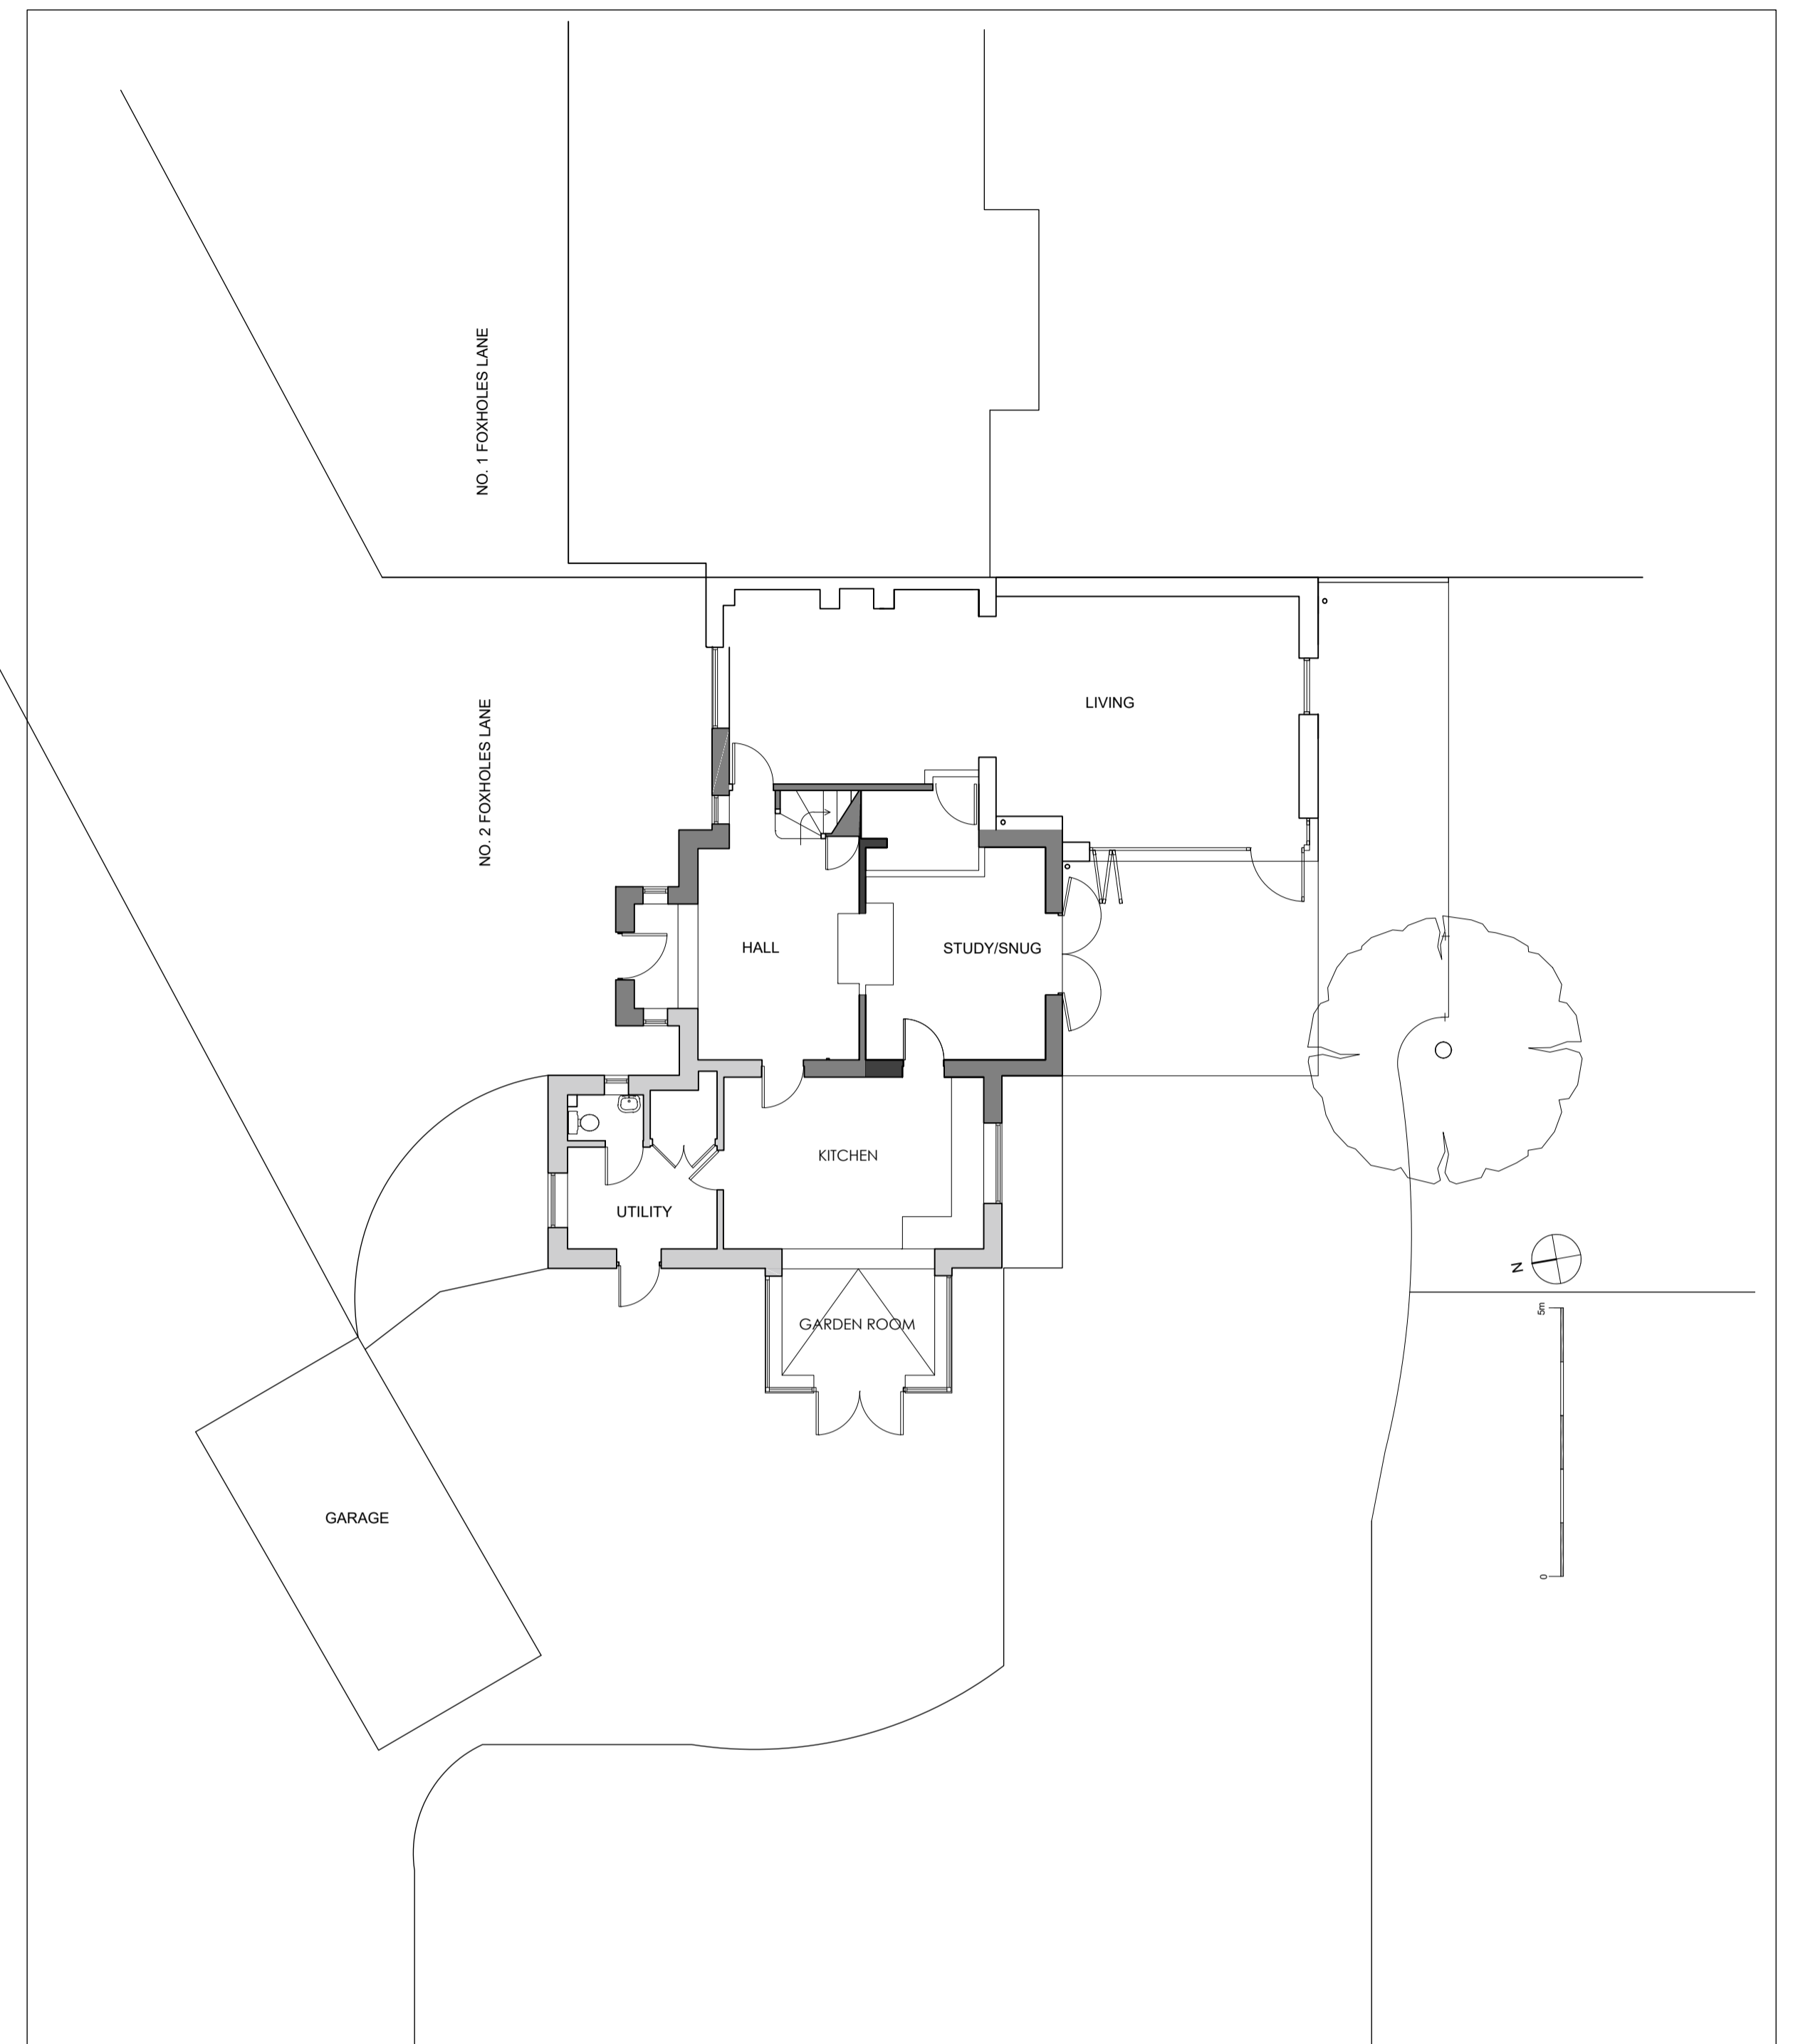 NO. 1 FOXHOLES LANE
NO. 2 FOXHOLES LANE
LIVING
HALL
STUDY/SNUG
KITCHEN
UTILITY
GARDEN ROOM
N
5m
0
GARAGE